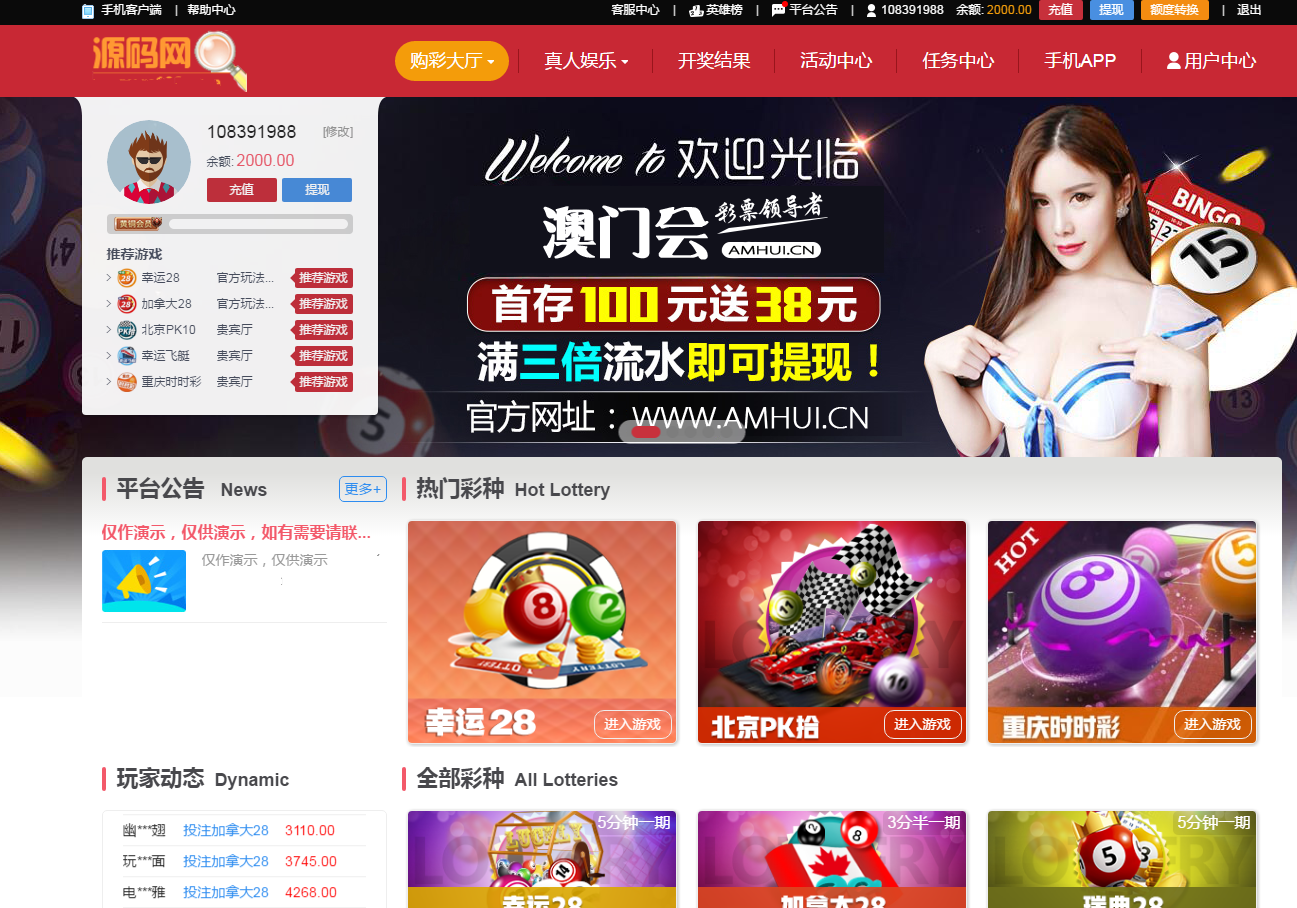 手机客户端 | 帮助中心
客服中心 | 英雄榜 | 平台公告 | 108391988 余额: 2000.00 充值 提现 额度转换 | 退出
源码网
购彩大厅 真人娱乐 开奖结果 活动中心 任务中心 手机APP 用户中心
108391988 [修改]
余额: 2000.00
充值 提现
黄铜会员
推荐游戏
幸运28 官方玩法... 推荐游戏
加拿大28 官方玩法... 推荐游戏
北京PK10 贵宾厅 推荐游戏
幸运飞艇 贵宾厅 推荐游戏
重庆时时彩 贵宾厅 推荐游戏
Welcome to 欢迎光临
澳门会 彩票领导者
AMHUI.CN
首存100元送38元
满三倍流水即可提现！
官方网址：WWW.AMHUI.CN
BINGO
15
平台公告 News 更多+
仅作演示，仅供演示，如有需要请联...
仅作演示，仅供演示
热门彩种 Hot Lottery
幸运28 进入游戏
北京PK拾 进入游戏
HOT
重庆时时彩 进入游戏
玩家动态 Dynamic
幽***翅 投注加拿大28 3110.00
玩***面 投注加拿大28 3745.00
电***雅 投注加拿大28 4268.00
全部彩种 All Lotteries
5分钟一期
幸运28
3分半一期
加拿大28
5分钟一期
瑞典28